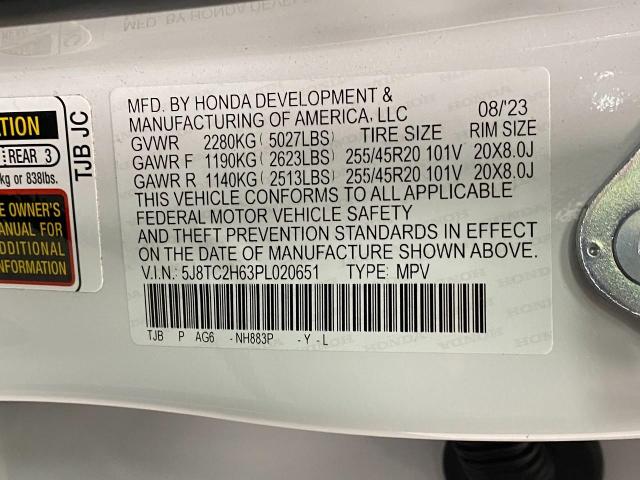 MFD. BY HONDA DEVELOPMENT &
MANUFACTURING OF AMERICA, LLC 08/'23
GVWR 2280KG (5027LBS) TIRE SIZE RIM SIZE
GAWR F 1190KG (2623LBS) 255/45R20 101V 20X8.0J
GAWR R 1140KG (2513LBS) 255/45R20 101V 20X8.0J
THIS VEHICLE CONFORMS TO ALL APPLICABLE
FEDERAL MOTOR VEHICLE SAFETY
AND THEFT PREVENTION STANDARDS IN EFFECT
ON THE DATE OF MANUFACTURE SHOWN ABOVE.
V.I.N.: 5J8TC2H63PL020651 TYPE: MPV
TJB P AG6 -NH883P -Y-L
TJB JC
ATION
REAR 3
kg or 838lbs.
E OWNER'S
ANUAL FOR
DDITIONAL
FORMATION